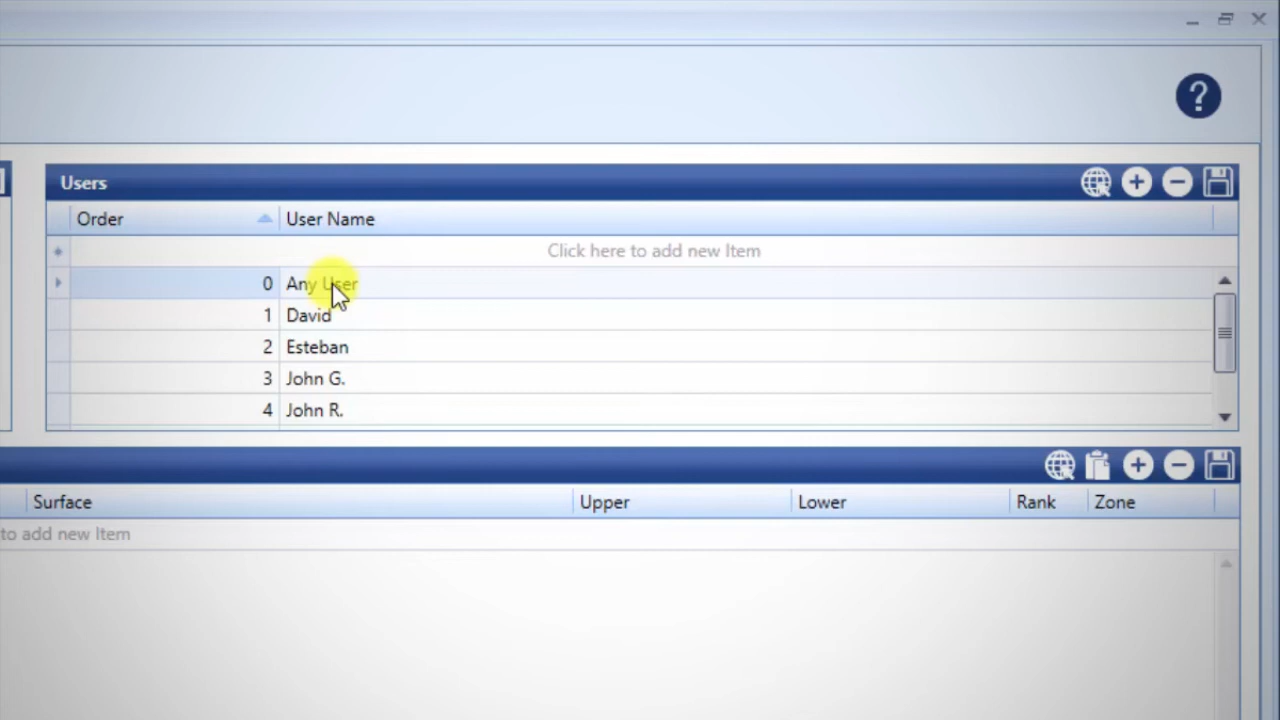 ?
Users
Order User Name
Click here to add new Item
0 Any User
1 David
2 Esteban
3 John G.
4 John R.
Surface Upper Lower Rank Zone
to add new Item